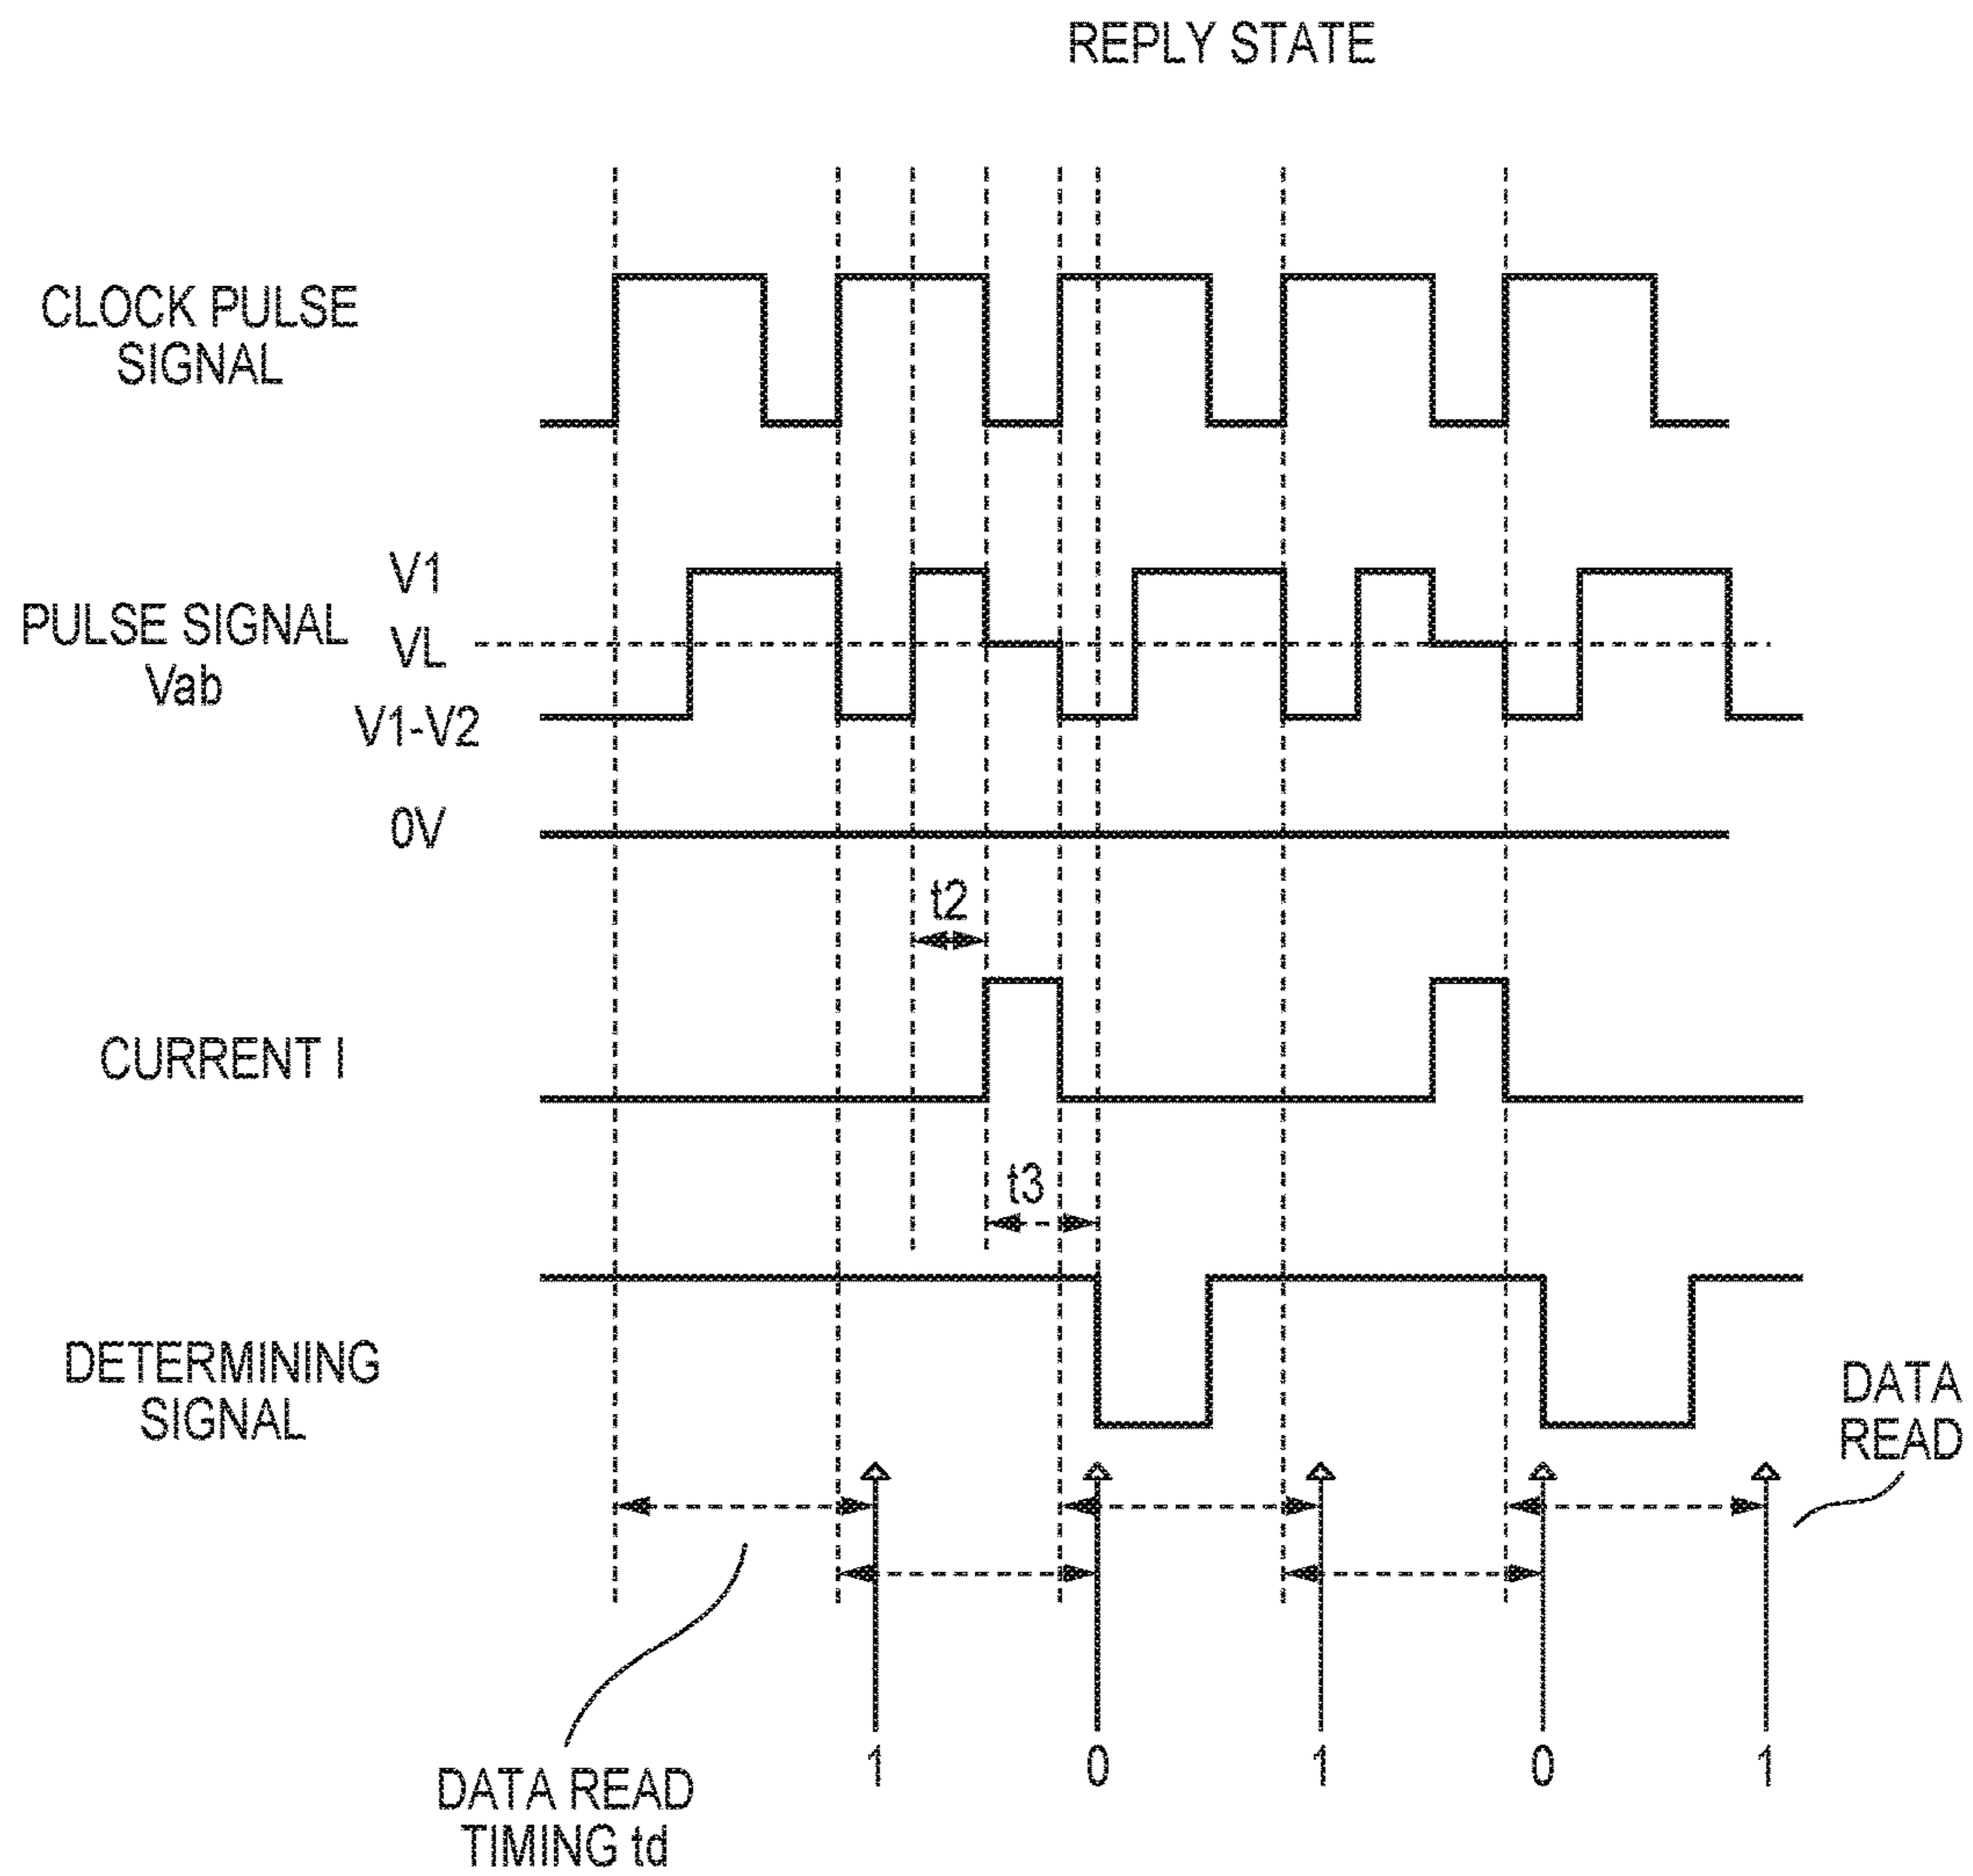 REPLY STATE
CLOCK PULSE
SIGNAL
V1
PULSE SIGNAL
VL
Vab
V1-V2
0V
t2
CURRENT I
t3
DETERMINING
SIGNAL
DATA
READ
1 0 1 0 1
DATA READ
TIMING td